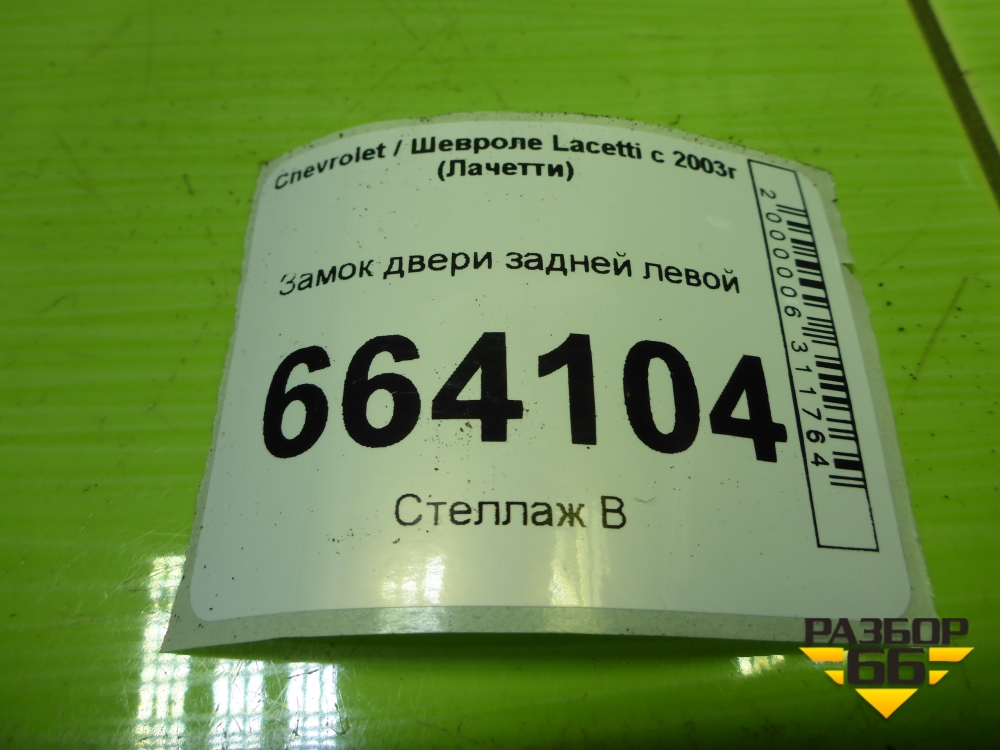 Chevrolet / Шевроле Lacetti с 2003г
(Лачетти)
Замок двери задней левой
664104
Стеллаж В
2000006311764
РАЗБОР
66